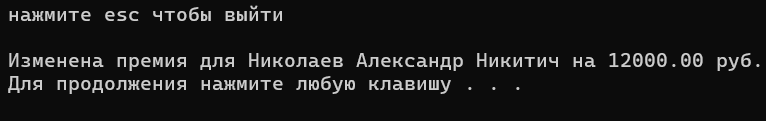 нажмите esc чтобы выйти
Изменена премия для Николаев Александр Никитич на 12000.00 руб.
Для продолжения нажмите любую клавишу . . .